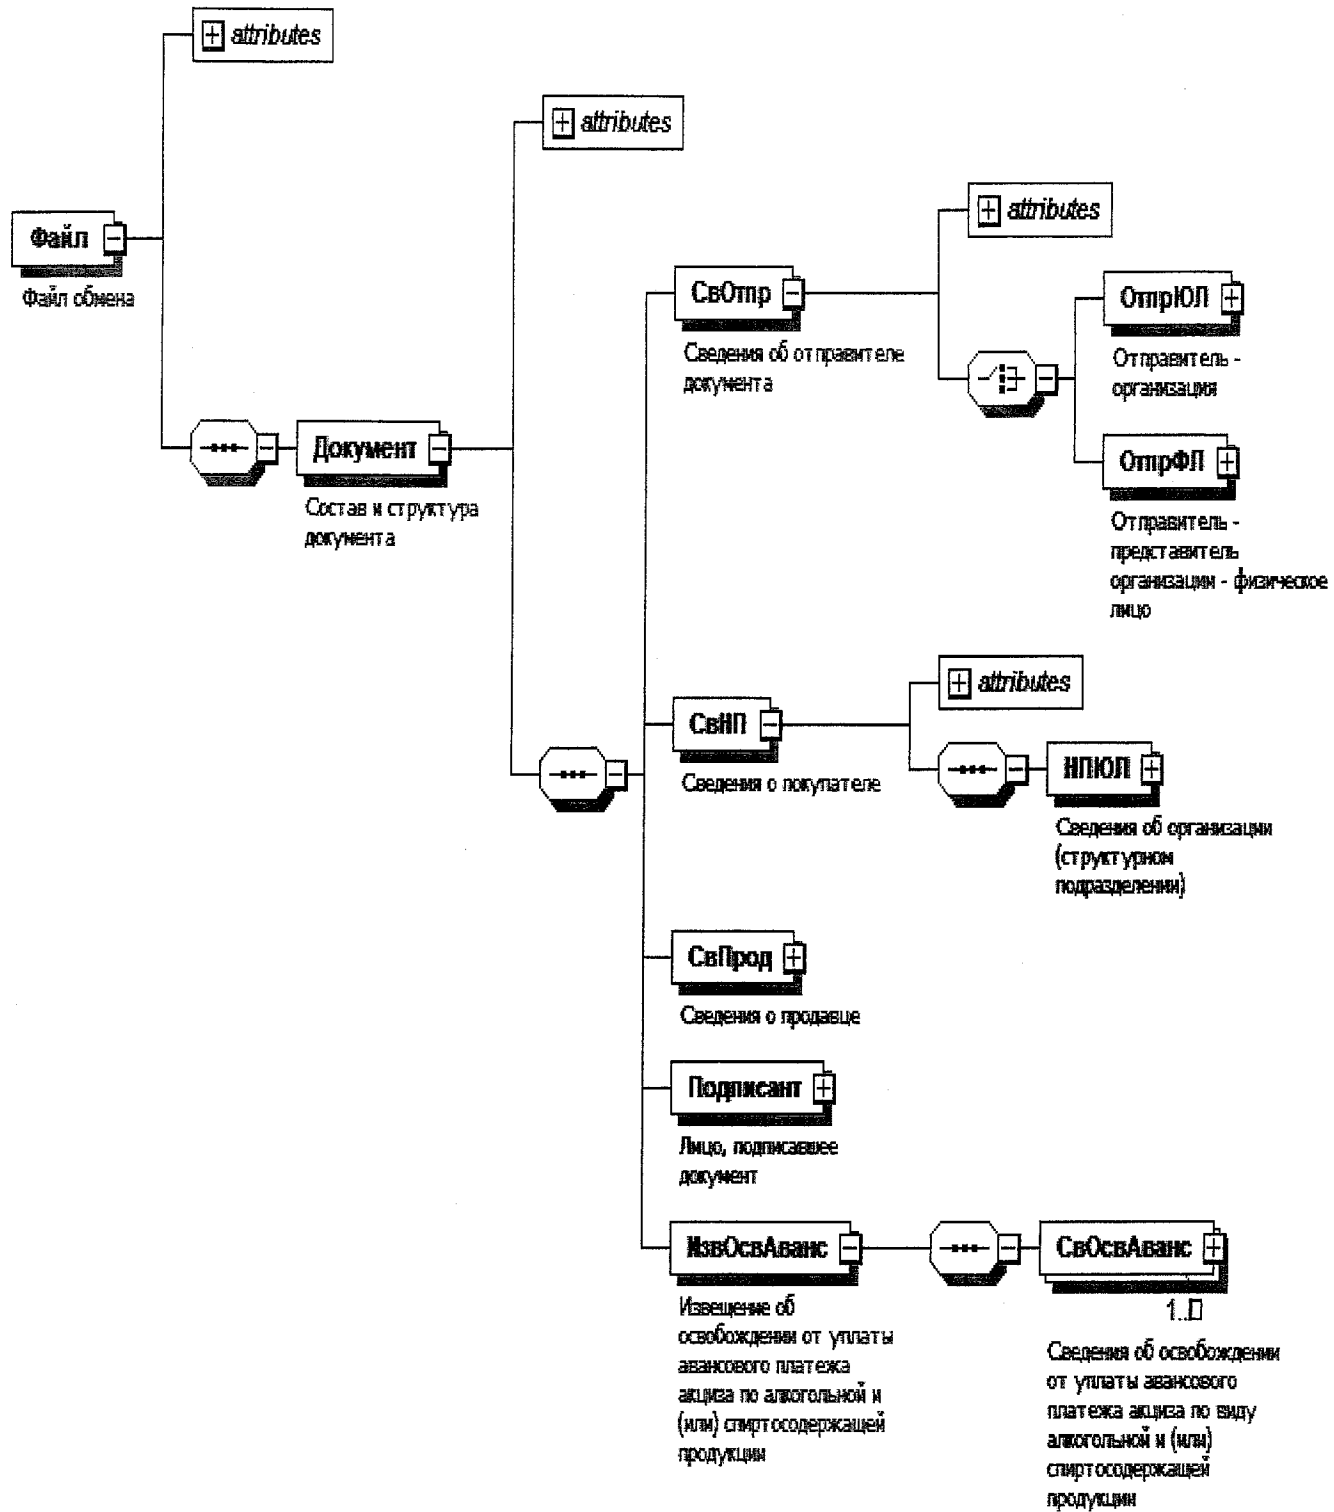 attributes
attributes
attributes
Файл
Файл обмена
СвОтпр
Сведения об отправителе
документа
ОтпрЮЛ
Отправитель -
организация
Документ
Состав и структура
документа
ОтпрФЛ
Отправитель -
представитель
организации - физическое
лицо
attributes
СвНП
Сведения о покупателе
НПЮЛ
Сведения об организации
(структурном
подразделении)
СвПрод
Сведения о продавце
Подписант
Лицо, подписавшее
документ
ИзвОсвАванс
Извещение об
освобождении от уплаты
авансового платежа
акциза по алкогольной и
(или) спиртосодержащей
продукции
СвОсвАванс
1..□
Сведения об освобождении
от уплаты авансового
платежа акциза по виду
алкогольной и (или)
спиртосодержащей
продукции